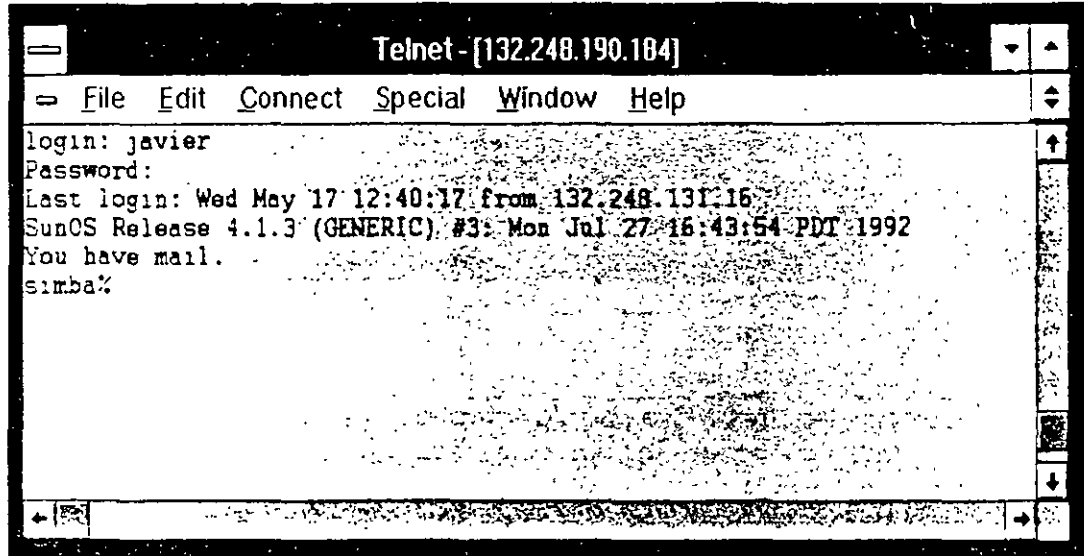 Telnet - [132.248.190.184]
File Edit Connect Special Window Help
login: javier
Password:
Last login: Wed May 17 12:40:17 from 132.248.131.16
SunOS Release 4.1.3 (GENERIC) #3: Mon Jul 27 16:43:54 PDT 1992
You have mail.
simba%